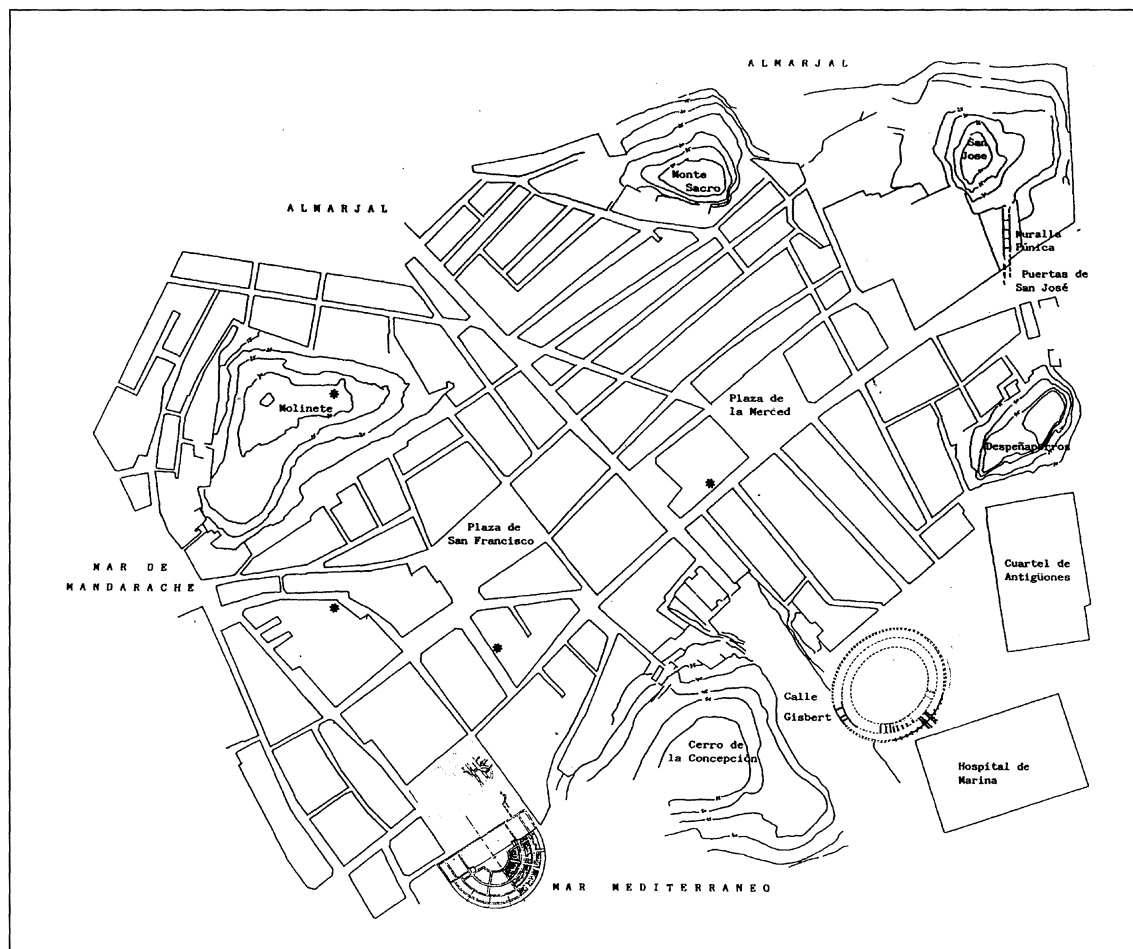 ALMARJAL
San
Jose
Monte
Sacro
ALMARJAL
Muralla
Púnica
Puertas de
San José
Molinete
Plaza de
la Merced
Despeñaperros
Plaza de
San Francisco
MAR DE
MANDARACHE
Cuartel de
Antigüones
Calle
Gisbert
Cerro de
la Concepción
Hospital de
Marina
MAR MEDITERRANEO